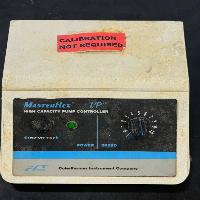 CALIBRATION
NOT REQUIRED
MASTERFLEX I/P
HIGH CAPACITY PUMP CONTROLLER
POWER SPEED
Cole-Parmer Instrument Company